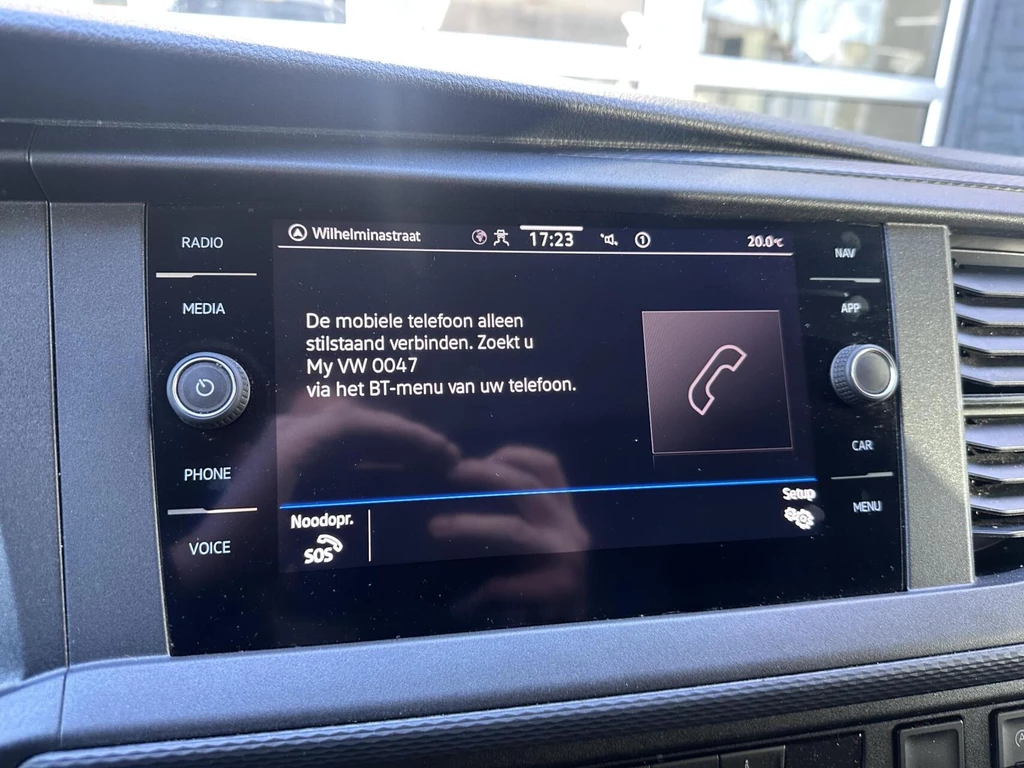 RADIO
MEDIA
PHONE
VOICE
Wilhelminastraat
17:23
1
20.0°C
De mobiele telefoon alleen
stilstaand verbinden. Zoekt u
My VW 0047
via het BT-menu van uw telefoon.
Noodopr.
SOS
Setup
NAV
APP
CAR
MENU